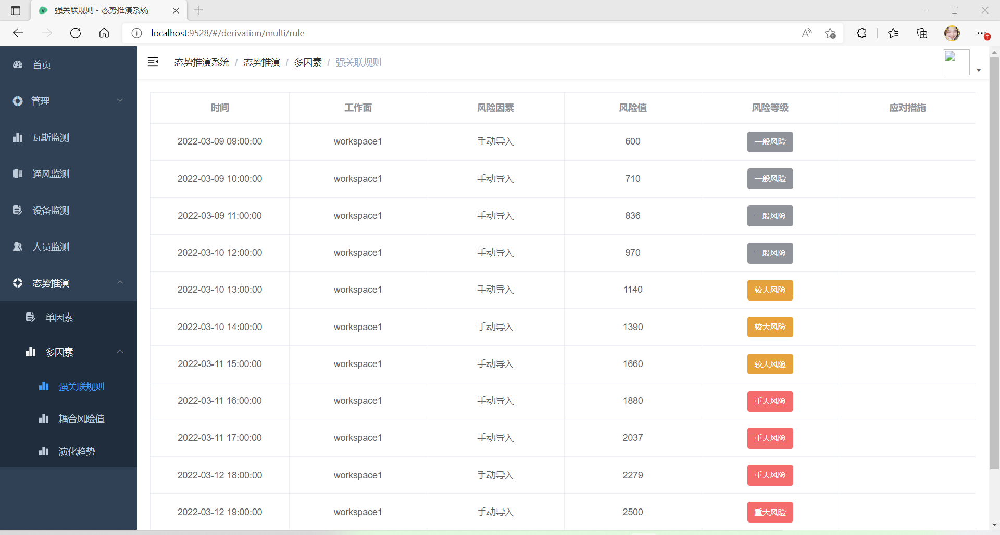 强关联规则 - 态势推演系统
localhost:9528/#/derivation/multi/rule
首页
管理
瓦斯监测
通风监测
设备监测
人员监测
态势推演
单因素
多因素
强关联规则
耦合风险值
演化趋势
态势推演系统 / 态势推演 / 多因素 / 强关联规则
时间 工作面 风险因素 风险值 风险等级 应对措施
2022-03-09 09:00:00 workspace1 手动导入 600 一般风险
2022-03-09 10:00:00 workspace1 手动导入 710 一般风险
2022-03-09 11:00:00 workspace1 手动导入 836 一般风险
2022-03-10 12:00:00 workspace1 手动导入 970 一般风险
2022-03-10 13:00:00 workspace1 手动导入 1140 较大风险
2022-03-10 14:00:00 workspace1 手动导入 1390 较大风险
2022-03-11 15:00:00 workspace1 手动导入 1660 较大风险
2022-03-11 16:00:00 workspace1 手动导入 1880 重大风险
2022-03-11 17:00:00 workspace1 手动导入 2037 重大风险
2022-03-12 18:00:00 workspace1 手动导入 2279 重大风险
2022-03-12 19:00:00 workspace1 手动导入 2500 重大风险